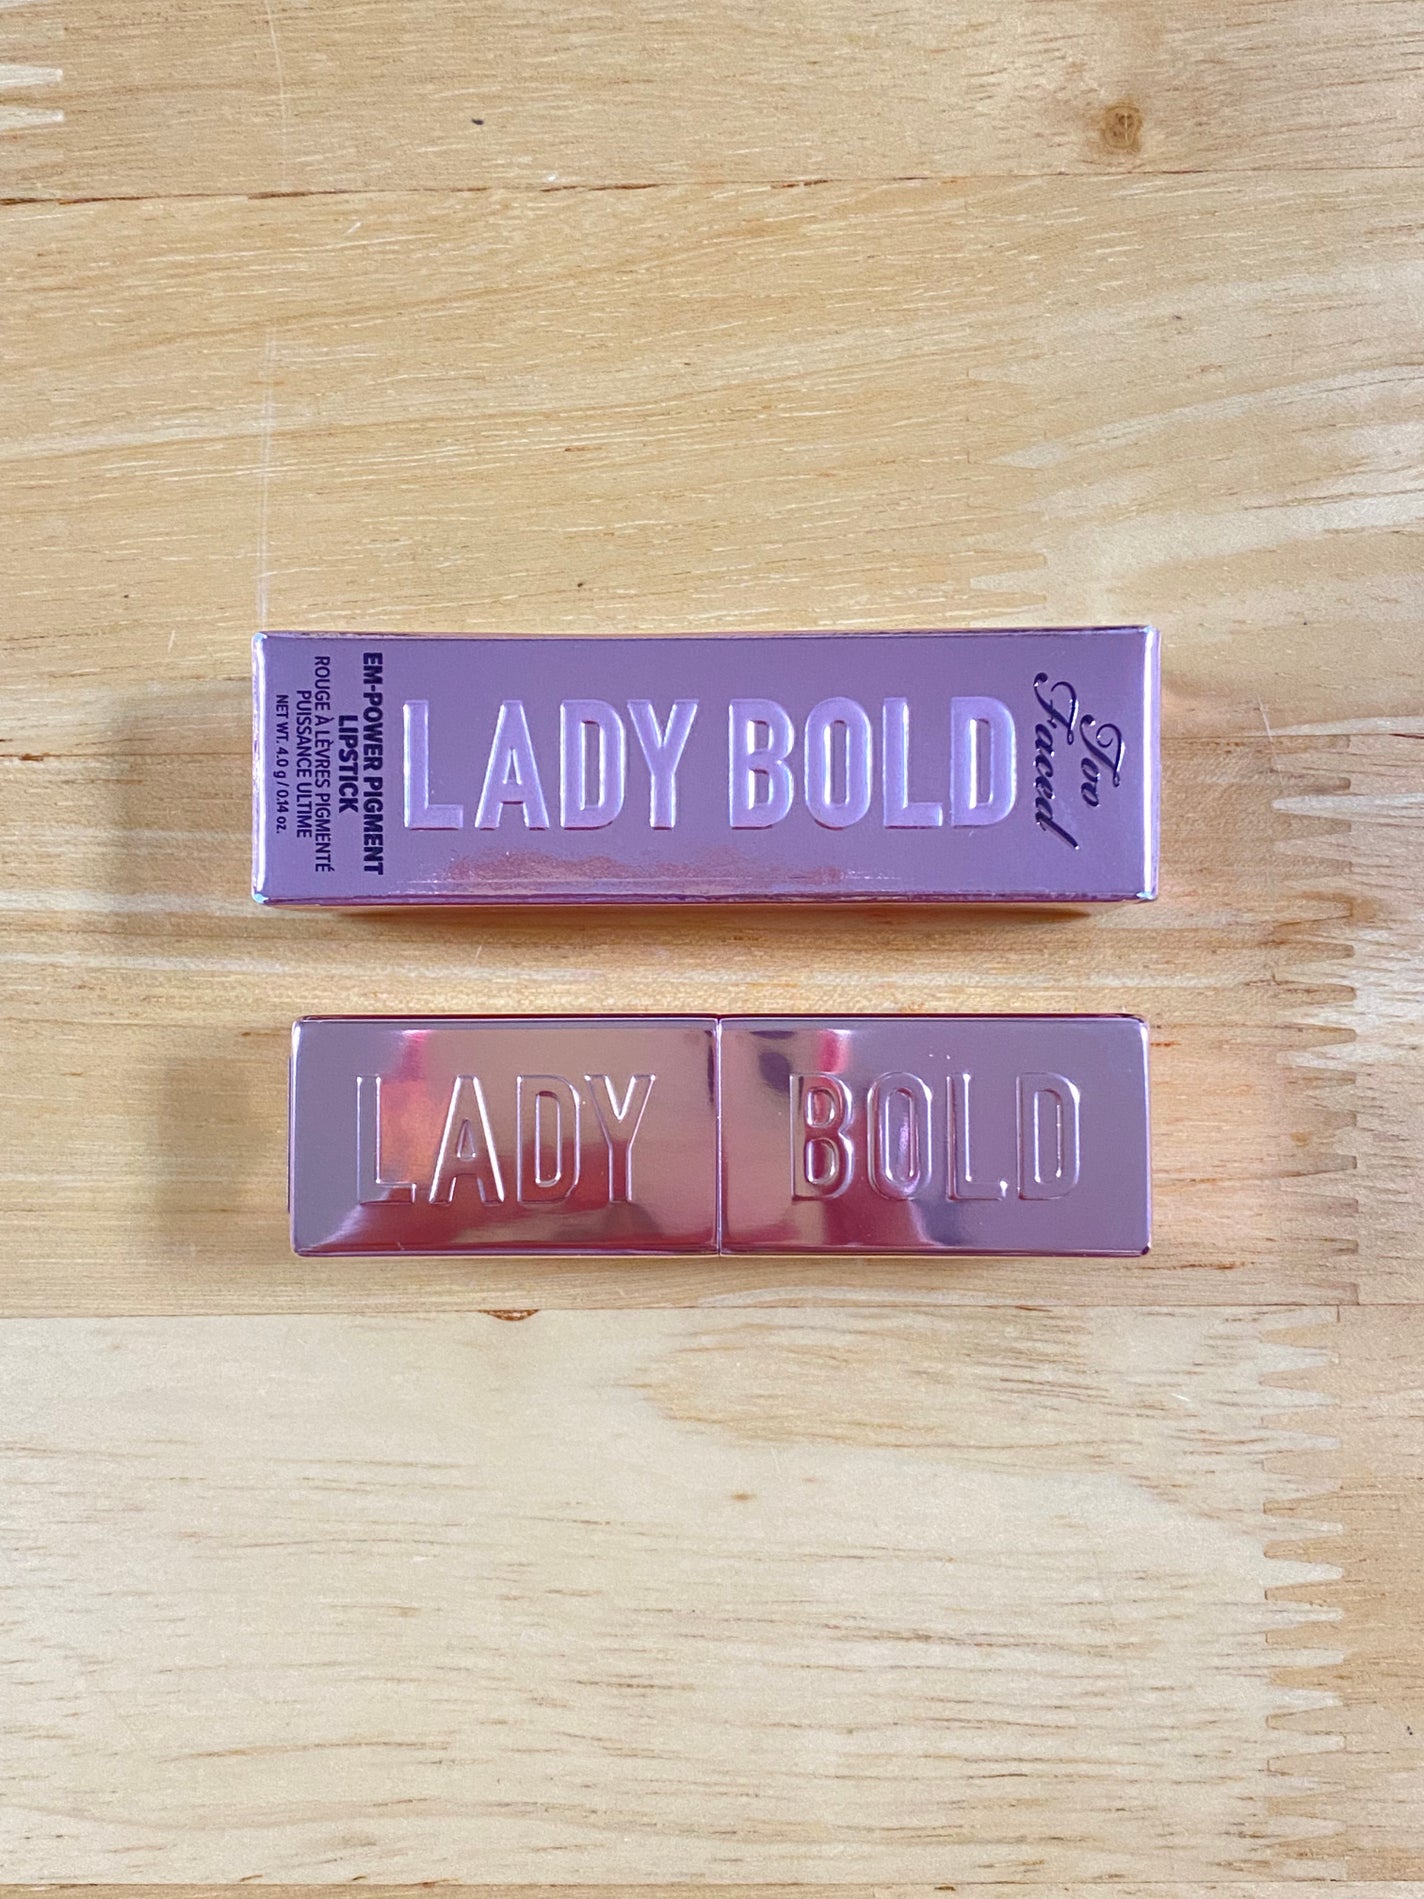 Too
Faced
LADY BOLD
EM-POWER PIGMENT
LIPSTICK
ROUGE À LÈVRES PIGMENTÉ
PUISSANCE ULTIME
NET WT. 4.0 g / 0.14 oz.
LADY BOLD